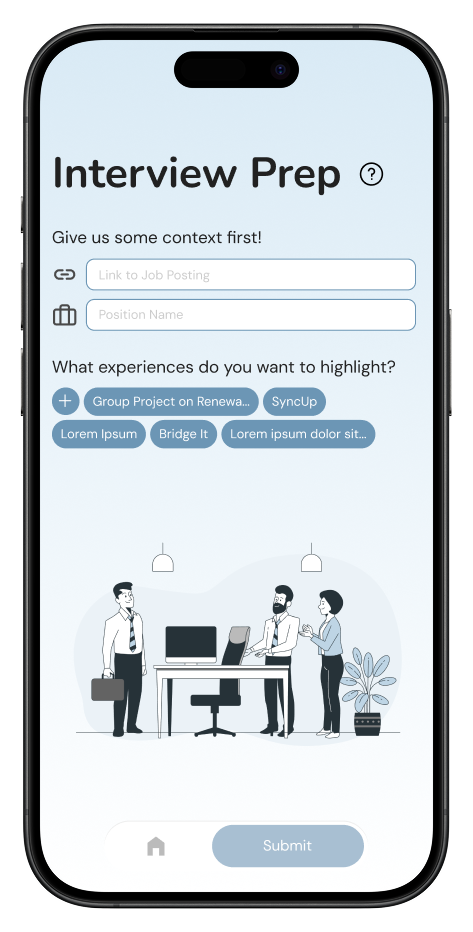 Interview Prep ?
Give us some context first!
Link to Job Posting
Position Name
What experiences do you want to highlight?
+ Group Project on Renewa... SyncUp
Lorem Ipsum Bridge It Lorem ipsum dolor sit...
Submit